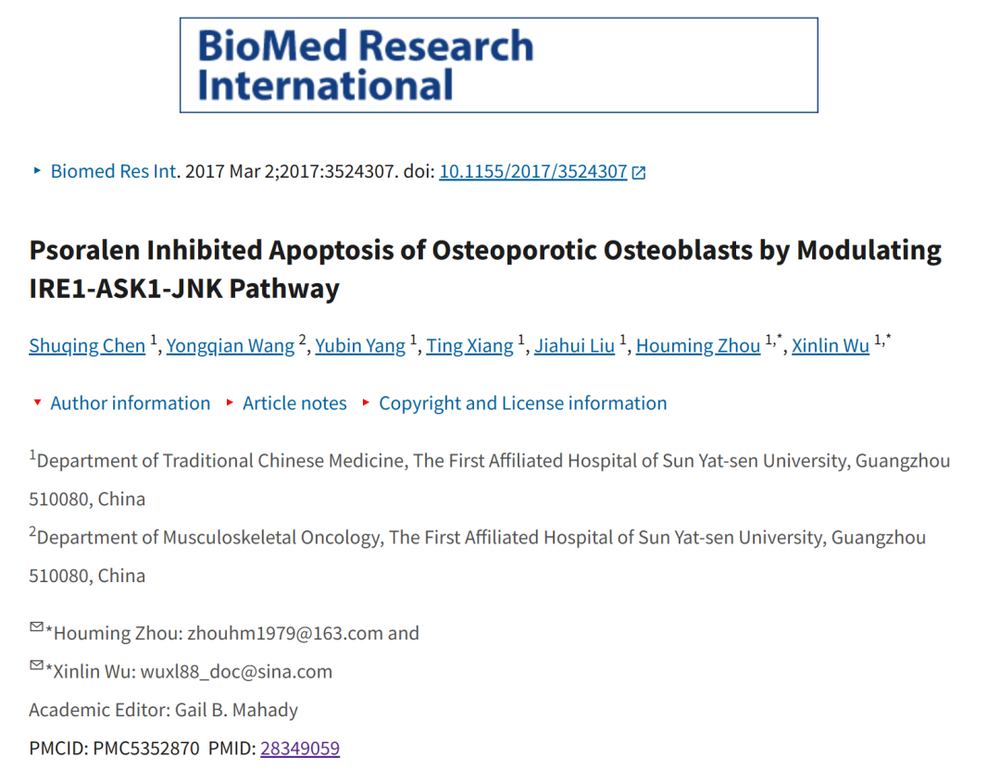 BioMed Research
International
Biomed Res Int. 2017 Mar 2;2017:3524307. doi: 10.1155/2017/3524307
Psoralen Inhibited Apoptosis of Osteoporotic Osteoblasts by Modulating
IRE1-ASK1-JNK Pathway
Shuqing Chen 1, Yongqian Wang 2, Yubin Yang 1, Ting Xiang 1, Jiahui Liu 1, Houming Zhou 1,*, Xinlin Wu 1,*
Author information Article notes Copyright and License information
1Department of Traditional Chinese Medicine, The First Affiliated Hospital of Sun Yat-sen University, Guangzhou
510080, China
2Department of Musculoskeletal Oncology, The First Affiliated Hospital of Sun Yat-sen University, Guangzhou
510080, China
*Houming Zhou: zhouhm1979@163.com and
*Xinlin Wu: wuxl88_doc@sina.com
Academic Editor: Gail B. Mahady
PMCID: PMC5352870 PMID: 28349059